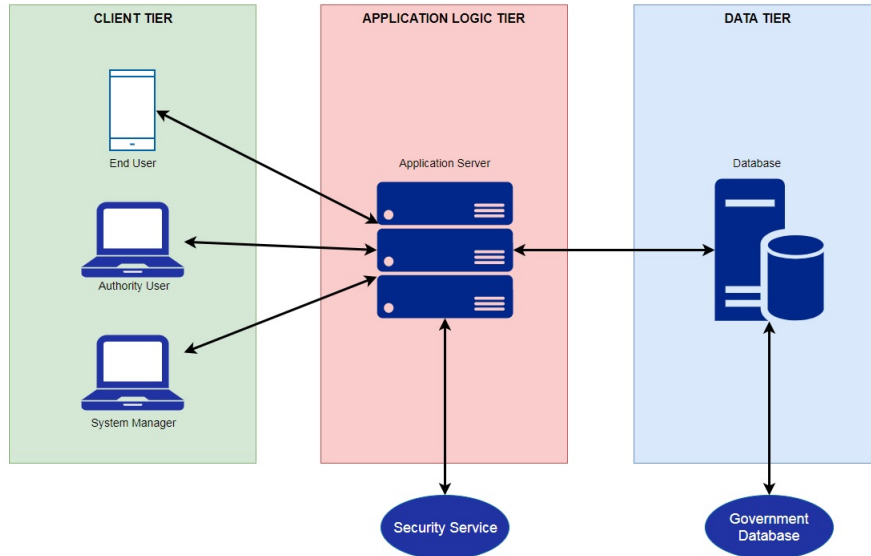 CLIENT TIER
APPLICATION LOGIC TIER
DATA TIER
End User
Application Server
Database
Authority User
System Manager
Security Service
Government
Database